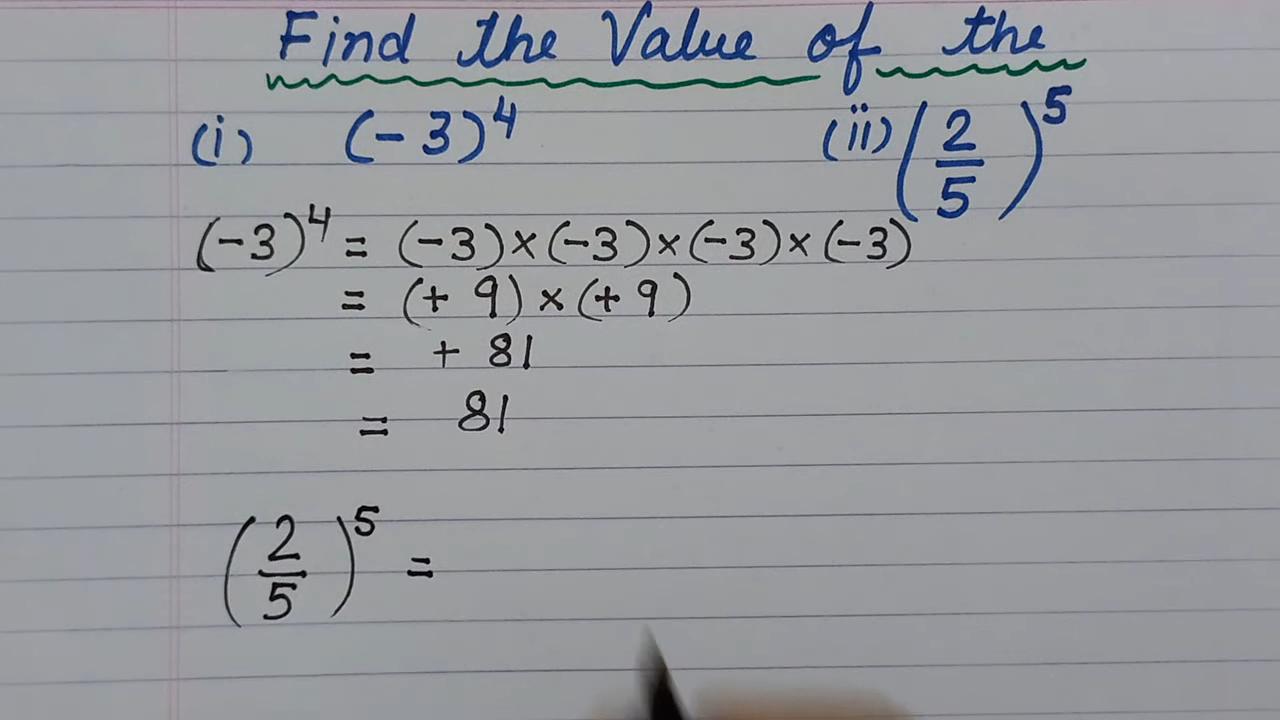 Find the Value of the
(i) (-3)^4 (ii) (2/5)^5
(-3)^4 = (-3)×(-3)×(-3)×(-3)
= (+9)×(+9)
= +81
= 81
(2/5)^5 =